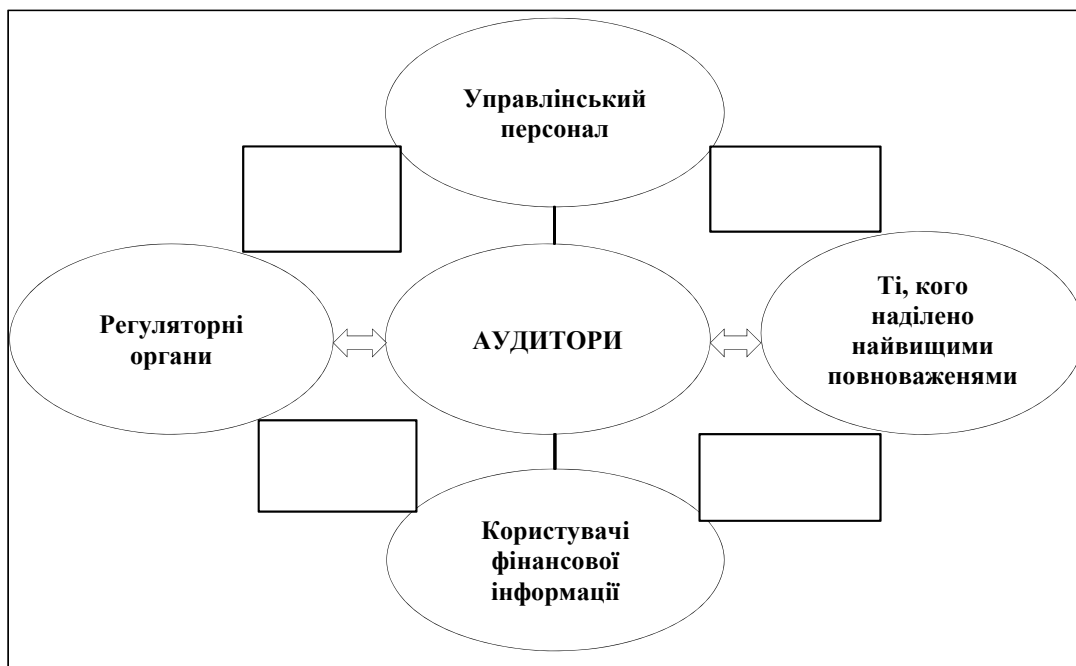 Управлінський
персонал
Регуляторні
органи
АУДИТОРИ
Ті, кого
наділено
найвищими
повноваженями
Користувачі
фінансової
інформації